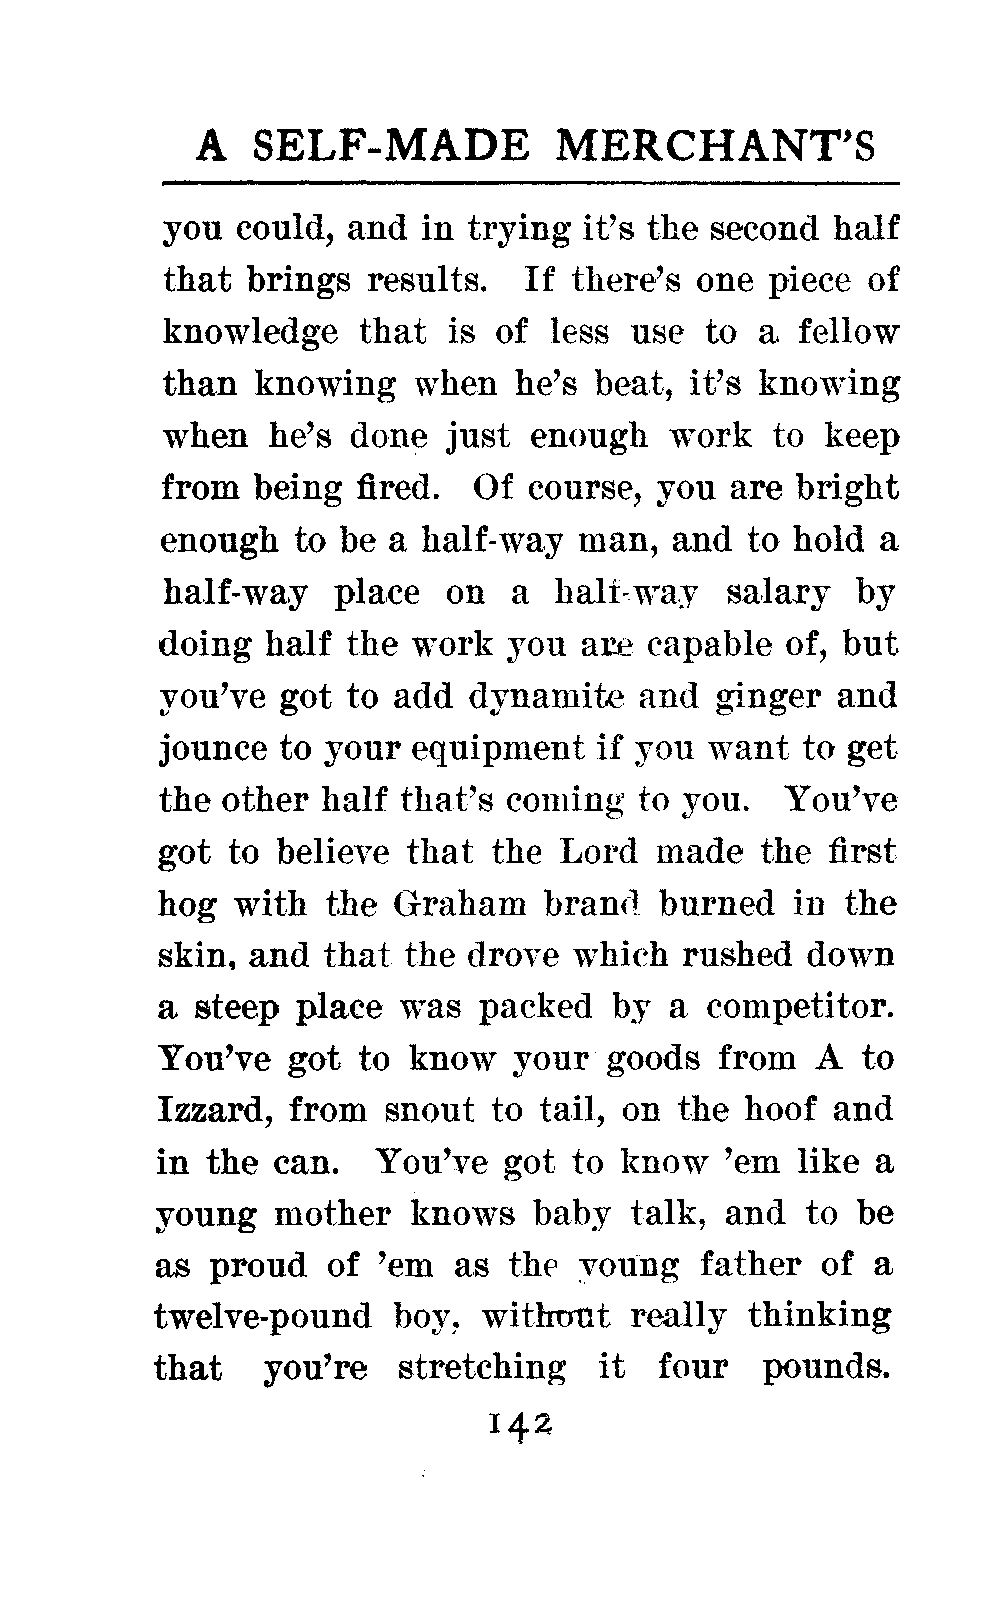 A SELF-MADE MERCHANT'S
you could, and in trying it's the second half
that brings results. If there's one piece of
knowledge that is of less use to a fellow
than knowing when he's beat, it's knowing
when he's done just enough work to keep
from being fired. Of course, you are bright
enough to be a half-way man, and to hold a
half-way place on a half-way salary by
doing half the work you are capable of, but
you've got to add dynamite and ginger and
jounce to your equipment if you want to get
the other half that's coming to you. You've
got to believe that the Lord made the first
hog with the Graham brand burned in the
skin, and that the drove which rushed down
a steep place was packed by a competitor.
You've got to know your goods from A to
Izzard, from snout to tail, on the hoof and
in the can. You've got to know 'em like a
young mother knows baby talk, and to be
as proud of 'em as the young father of a
twelve-pound boy, without really thinking
that you're stretching it four pounds.
142